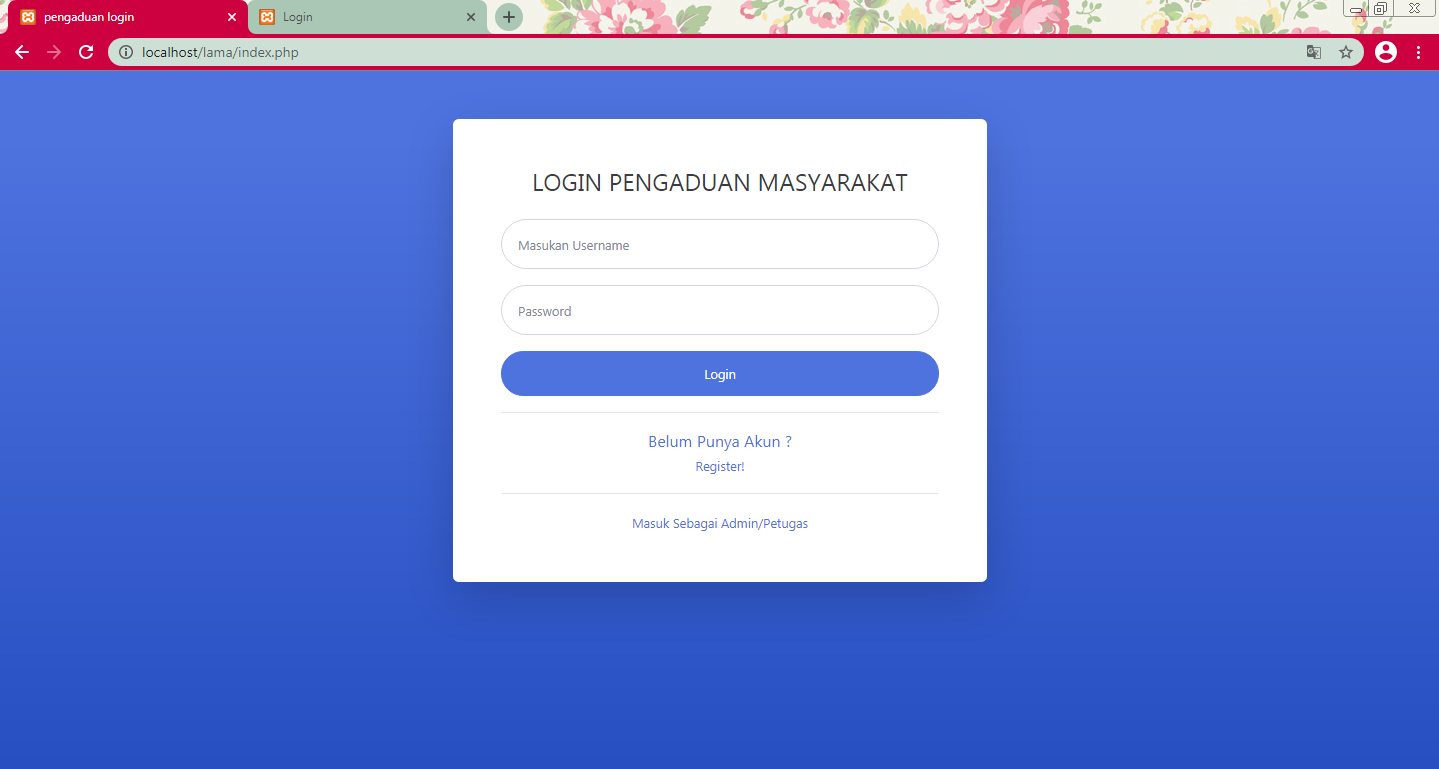 pengaduan login
Login
localhost/lama/index.php
LOGIN PENGADUAN MASYARAKAT
Masukan Username
Password
Login
Belum Punya Akun ?
Register!
Masuk Sebagai Admin/Petugas